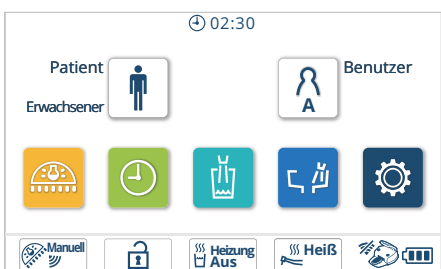 02:30
Patient
Benutzer
Erwachsener
A
Manuell
Heizung
Aus
Heiß